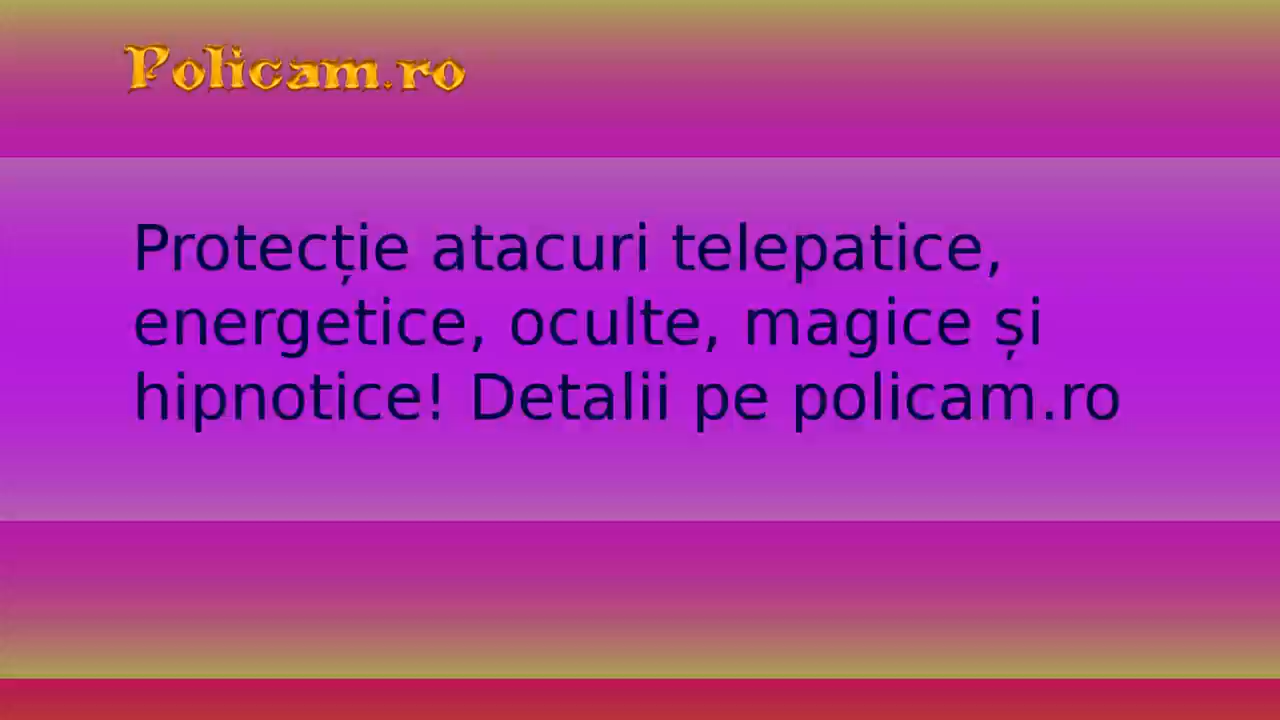 Policam.ro
Protecție atacuri telepatice,
energetice, oculte, magice și
hipnotice! Detalii pe policam.ro